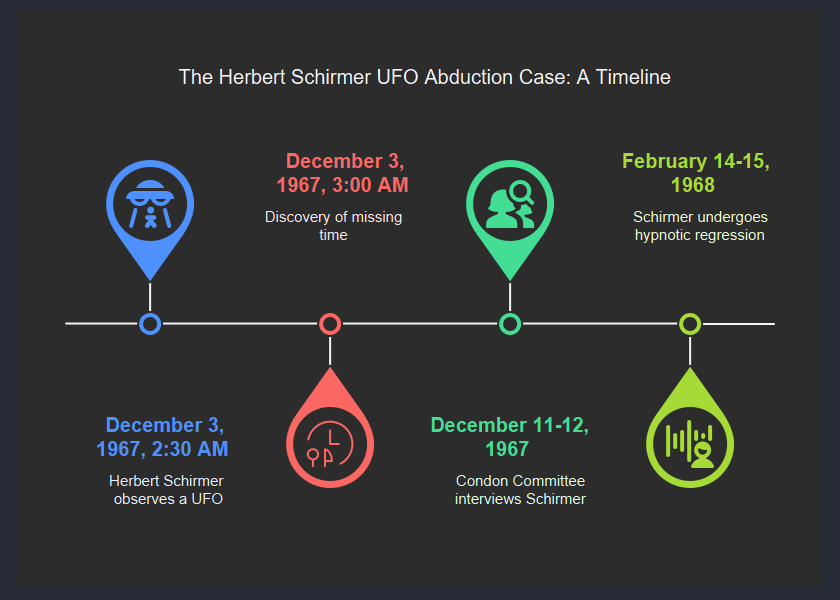 The Herbert Schirmer UFO Abduction Case: A Timeline
December 3,
1967, 2:30 AM
Herbert Schirmer
observes a UFO
December 3,
1967, 3:00 AM
Discovery of missing
time
December 11-12,
1967
Condon Committee
interviews Schirmer
February 14-15,
1968
Schirmer undergoes
hypnotic regression